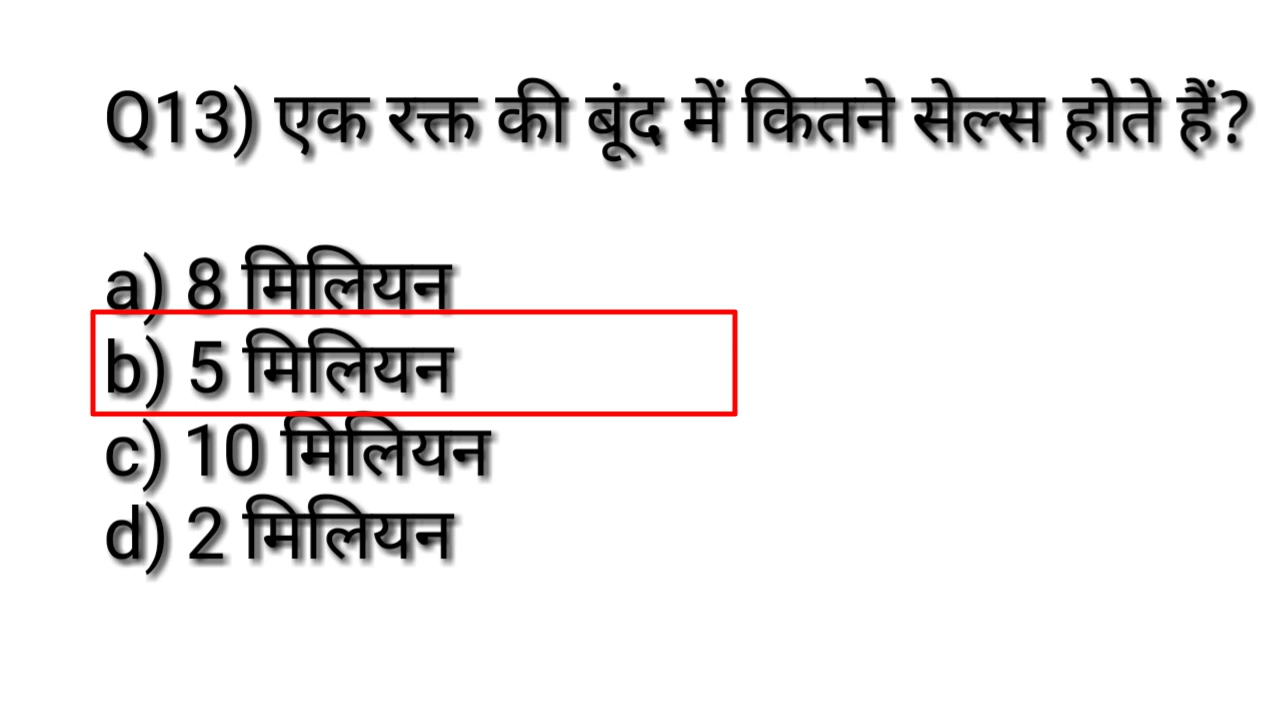 Q13) एक रक्त की बूंद में कितने सेल्स होते हैं?
a) 8 मिलियन
b) 5 मिलियन
c) 10 मिलियन
d) 2 मिलियन